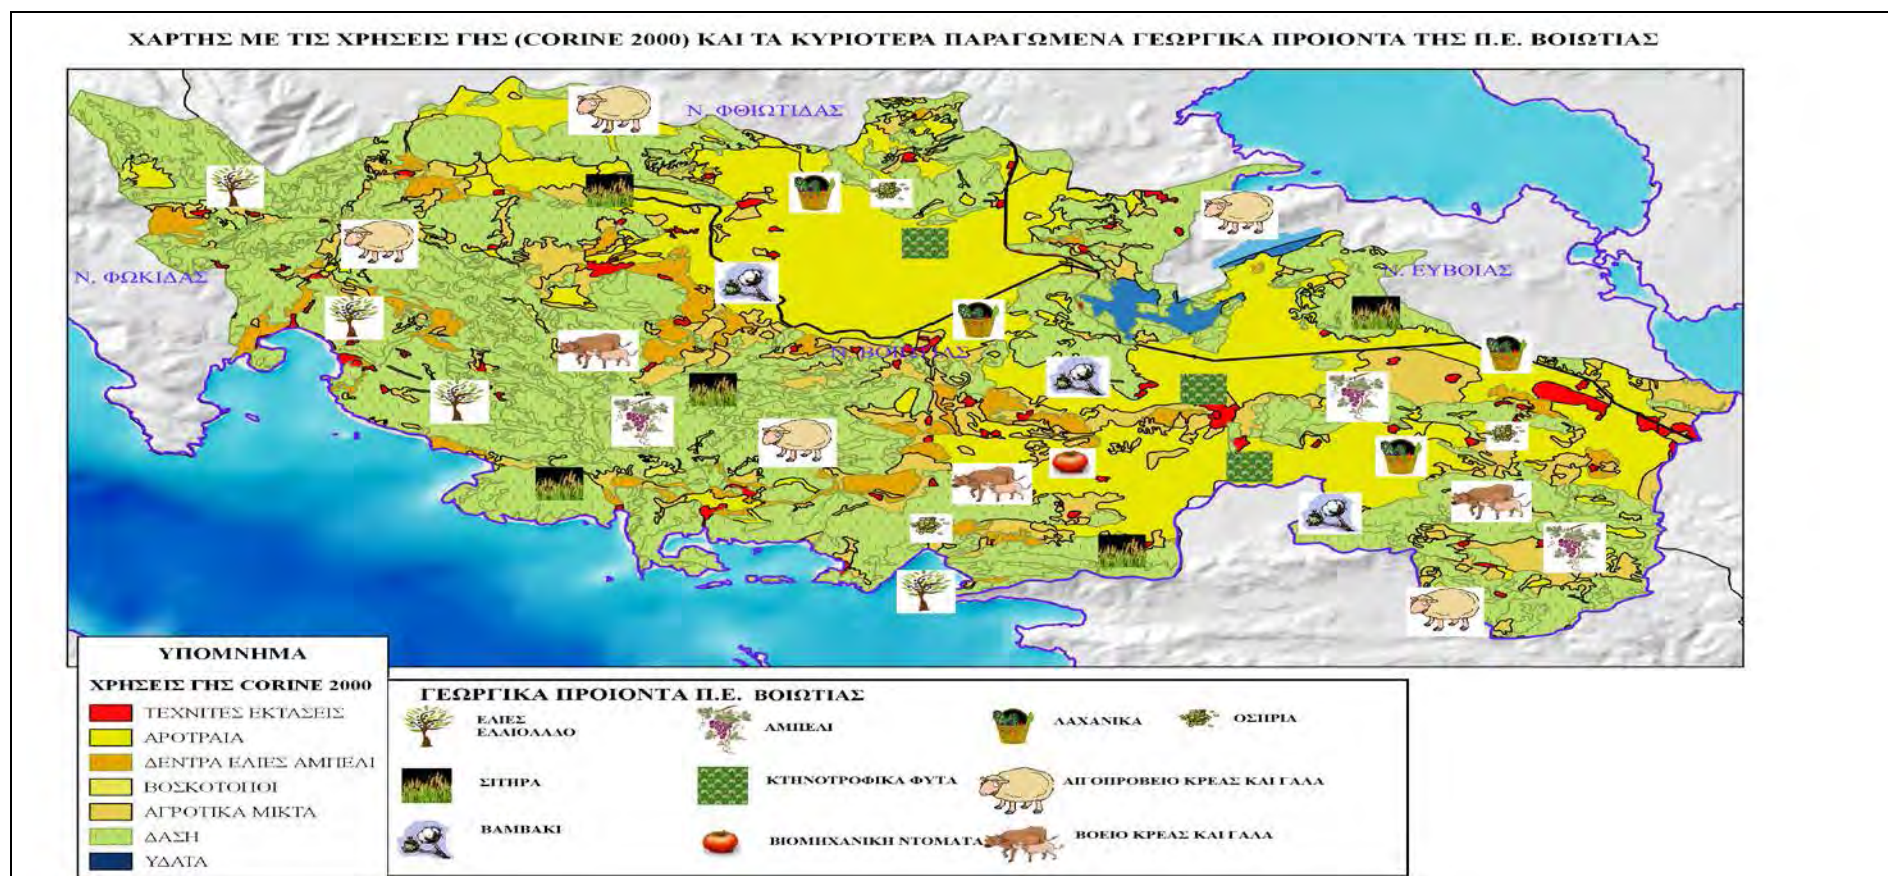 ΧΑΡΤΗΣ ΜΕ ΤΙΣ ΧΡΗΣΕΙΣ ΓΗΣ (CORINE 2000) ΚΑΙ ΤΑ ΚΥΡΙΟΤΕΡΑ ΠΑΡΑΓΩΜΕΝΑ ΓΕΩΡΓΙΚΑ ΠΡΟΙΟΝΤΑ ΤΗΣ Π.Ε. ΒΟΙΩΤΙΑΣ
Ν. ΦΘΙΩΤΙΔΑΣ
Ν. ΦΩΚΙΔΑΣ
Ν. ΕΥΒΟΙΑΣ
Ν. ΒΟΙΩΤΙΑΣ
ΥΠΟΜΝΗΜΑ
ΧΡΗΣΕΙΣ ΓΗΣ CORINE 2000
ΤΕΧΝΙΤΕΣ ΕΚΤΑΣΕΙΣ
ΑΡΟΤΡΑΙΑ
ΔΕΝΤΡΑ ΕΛΙΕΣ ΑΜΠΕΛΙ
ΒΟΣΚΟΤΟΠΟΙ
ΑΓΡΟΤΙΚΑ ΜΙΚΤΑ
ΔΑΣΗ
ΥΔΑΤΑ
ΓΕΩΡΓΙΚΑ ΠΡΟΙΟΝΤΑ Π.Ε. ΒΟΙΩΤΙΑΣ
ΕΛΙΕΣ
ΕΛΑΙΟΛΑΔΟ
ΑΜΠΕΛΙ
ΛΑΧΑΝΙΚΑ
ΟΣΠΡΙΑ
ΣΙΤΗΡΑ
ΚΤΗΝΟΤΡΟΦΙΚΑ ΦΥΤΑ
ΑΙΓΟΠΡΟΒΕΙΟ ΚΡΕΑΣ ΚΑΙ ΓΑΛΑ
ΒΑΜΒΑΚΙ
ΒΙΟΜΗΧΑΝΙΚΗ ΝΤΟΜΑΤΑ
ΒΟΕΙΟ ΚΡΕΑΣ ΚΑΙ ΓΑΛΑ